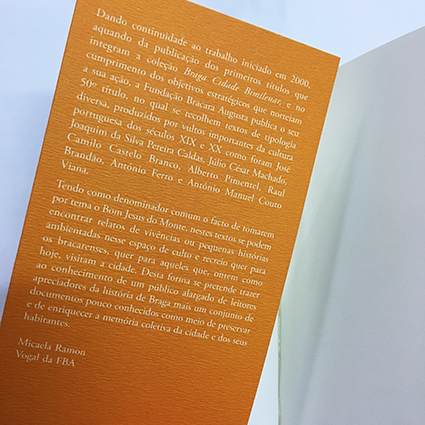 Dando continuidade ao trabalho iniciado em 2000,
aquando da publicação dos primeiros títulos que
integram a coleção Braga Cidade Bimilenar, e no
cumprimento dos objetivos estratégicos que norteiam
a sua ação, a Fundação Bracara Augusta publica o seu
50º título, no qual se recolhem textos de tipologia
diversa, produzidos por vultos importantes da cultura
portuguesa dos séculos XIX e XX como foram José
Joaquim da Silva Pereira Caldas, Júlio César Machado,
Camilo Castelo Branco, Alberto Pimentel, Raul
Brandão, António Ferro e António Manuel Couto
Viana.
Tendo como denominador comum o facto de tomarem
por tema o Bom Jesus do Monte, nestes textos se podem
encontrar relatos de vivências ou pequenas histórias
ambientadas nesse espaço de culto e recreio quer para
os bracarenses, quer para aqueles que, ontem como
hoje, visitam a cidade. Desta forma se pretende trazer
ao conhecimento de um público alargado de leitores
apreciadores da história de Braga mais um conjunto de
documentos pouco conhecidos como meio de preservar
e de enriquecer a memória coletiva da cidade e dos seus
habitantes.
Micaela Ramon
Vogal da FBA